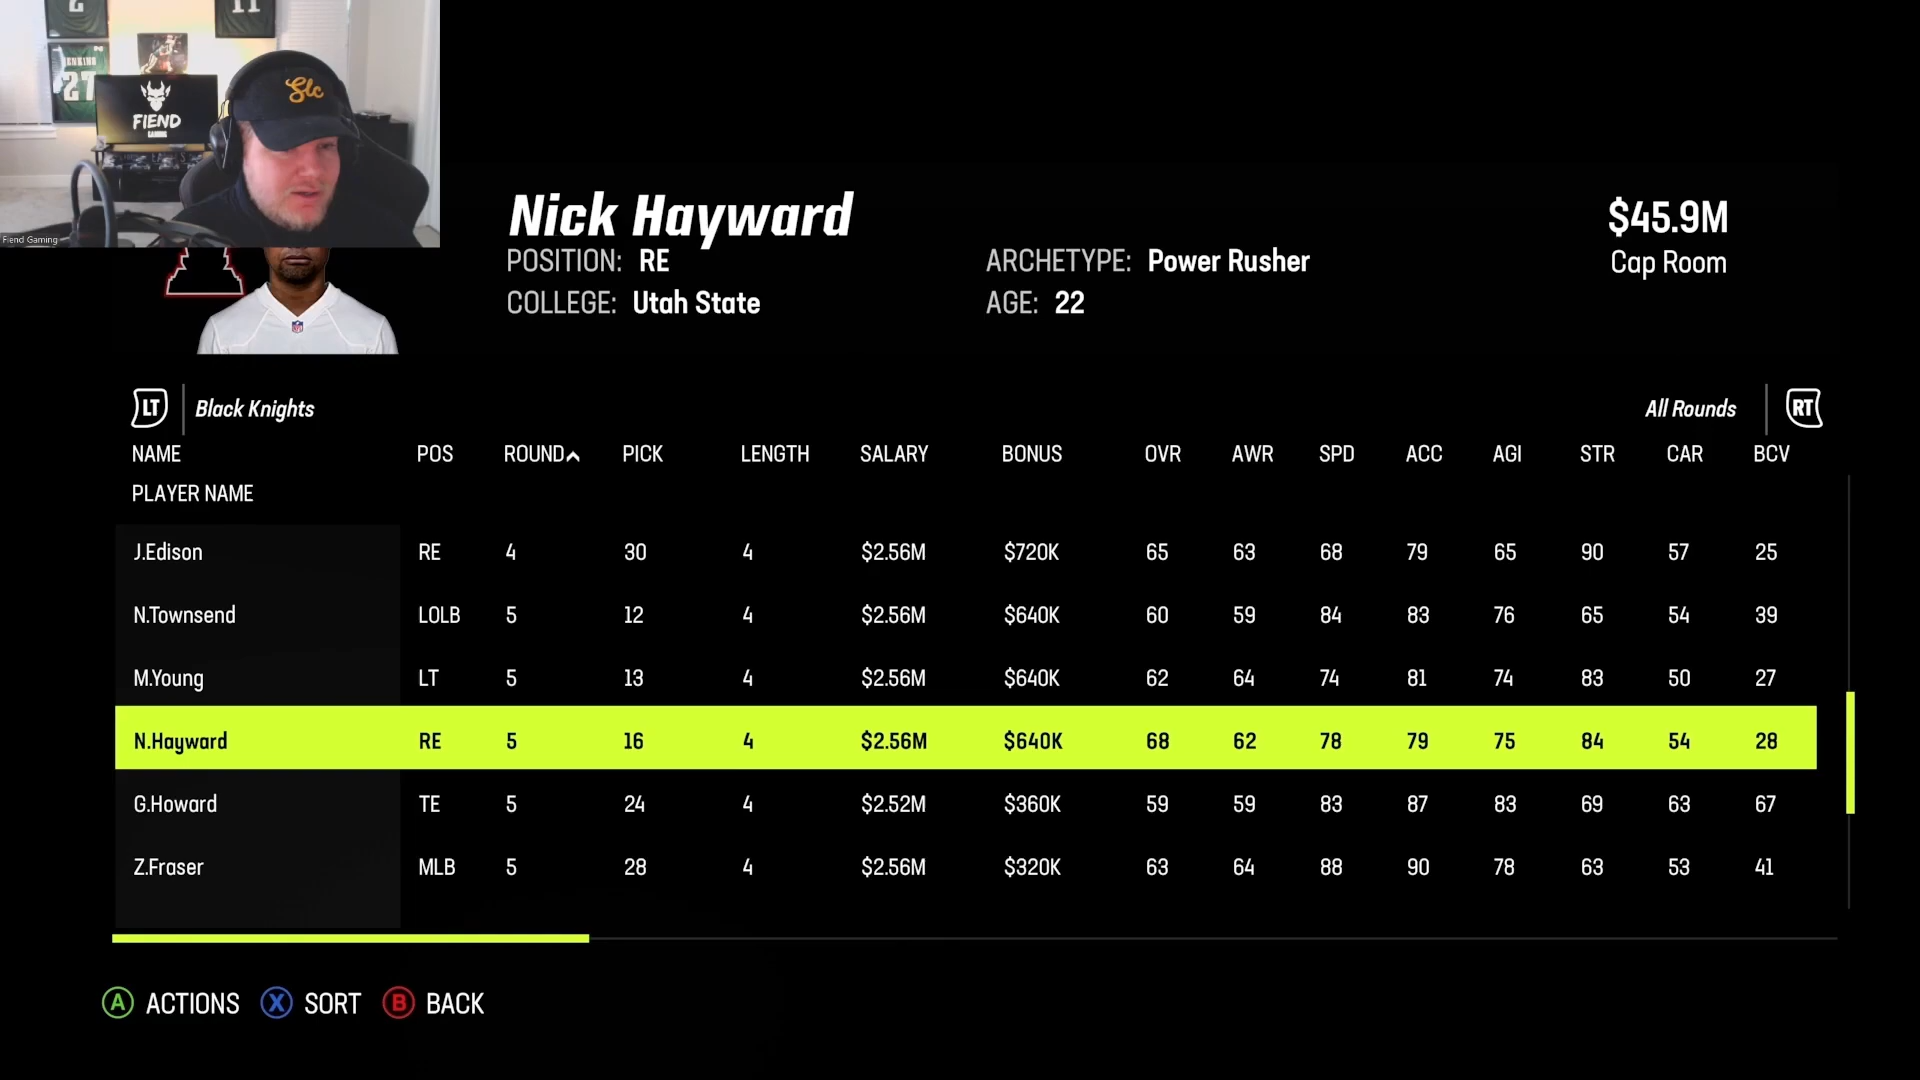 2
11
JENKINS
27
FIEND
GAMING
Slc
Fiend Gaming
Nick Hayward
POSITION: RE
COLLEGE: Utah State
ARCHETYPE: Power Rusher
AGE: 22
$45.9M
Cap Room
LT Black Knights
All Rounds RT
NAME POS ROUND PICK LENGTH SALARY BONUS OVR AWR SPD ACC AGI STR CAR BCV
PLAYER NAME
J.Edison RE 4 30 4 $2.56M $720K 65 63 68 79 65 90 57 25
N.Townsend LOLB 5 12 4 $2.56M $640K 60 59 84 83 76 65 54 39
M.Young LT 5 13 4 $2.56M $640K 62 64 74 81 74 83 50 27
N.Hayward RE 5 16 4 $2.56M $640K 68 62 78 79 75 84 54 28
G.Howard TE 5 24 4 $2.52M $360K 59 59 83 87 83 69 63 67
Z.Fraser MLB 5 28 4 $2.56M $320K 63 64 88 90 78 63 53 41
A ACTIONS X SORT B BACK